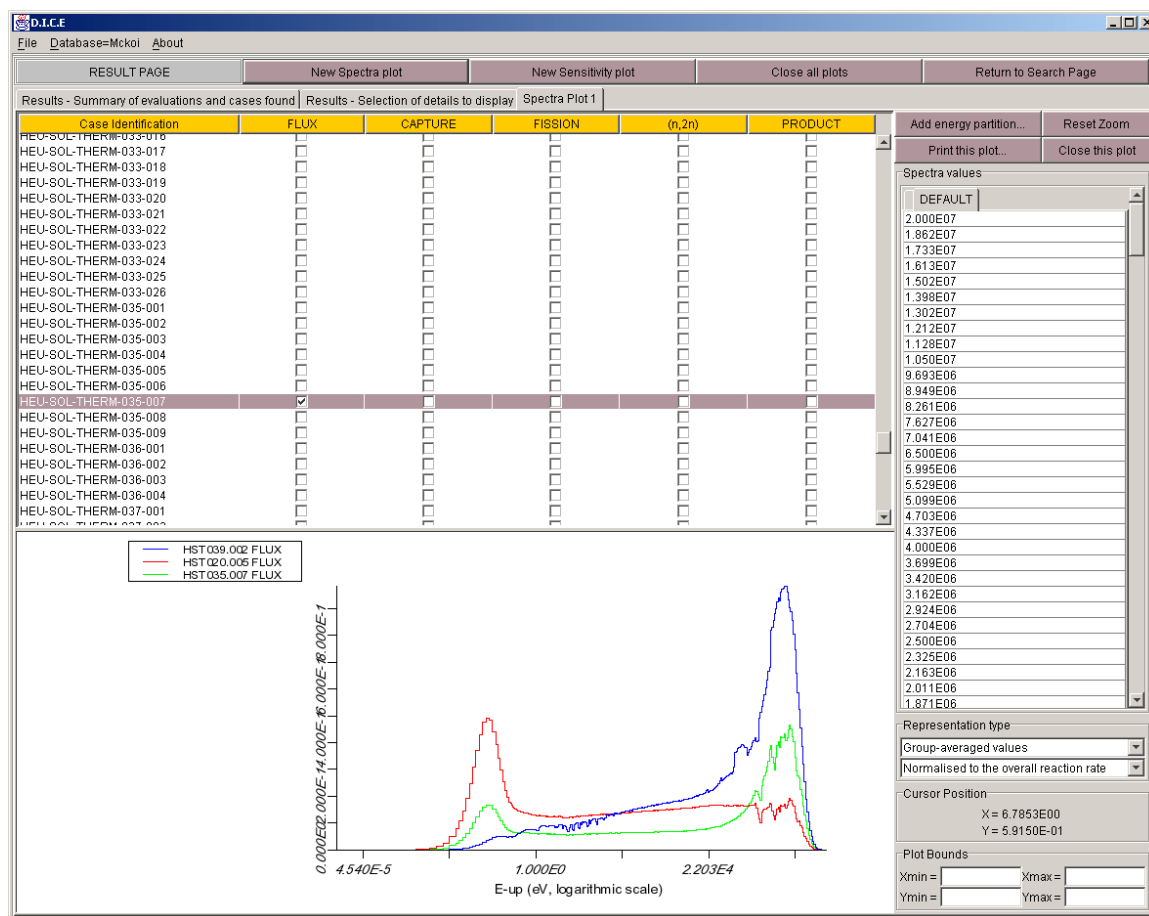 D.I.C.E
File Database=Mckoi About
RESULT PAGE New Spectra plot New Sensitivity plot Close all plots Return to Search Page
Results - Summary of evaluations and cases found Results - Selection of details to display Spectra Plot 1
Case Identification FLUX CAPTURE FISSION (n,2n) PRODUCT
HEU-SOL-THERM-033-016
HEU-SOL-THERM-033-017
HEU-SOL-THERM-033-018
HEU-SOL-THERM-033-019
HEU-SOL-THERM-033-020
HEU-SOL-THERM-033-021
HEU-SOL-THERM-033-022
HEU-SOL-THERM-033-023
HEU-SOL-THERM-033-024
HEU-SOL-THERM-033-025
HEU-SOL-THERM-033-026
HEU-SOL-THERM-035-001
HEU-SOL-THERM-035-002
HEU-SOL-THERM-035-003
HEU-SOL-THERM-035-004
HEU-SOL-THERM-035-005
HEU-SOL-THERM-035-006
HEU-SOL-THERM-035-007
HEU-SOL-THERM-035-008
HEU-SOL-THERM-035-009
HEU-SOL-THERM-036-001
HEU-SOL-THERM-036-002
HEU-SOL-THERM-036-003
HEU-SOL-THERM-036-004
HEU-SOL-THERM-037-001
Add energy partition... Reset Zoom
Print this plot... Close this plot
Spectra values
DEFAULT
2.000E07
1.862E07
1.733E07
1.613E07
1.502E07
1.398E07
1.302E07
1.212E07
1.128E07
1.050E07
9.693E06
8.949E06
8.261E06
7.627E06
7.041E06
6.500E06
5.995E06
5.529E06
5.099E06
4.703E06
4.337E06
4.000E06
3.699E06
3.420E06
3.162E06
2.924E06
2.704E06
2.500E06
2.325E06
2.163E06
2.011E06
1.871E06
Representation type
Group-averaged values
Normalised to the overall reaction rate
Cursor Position
X = 6.7853E00
Y = 5.9150E-01
Plot Bounds
Xmin = Xmax =
Ymin = Ymax =
HST039.002 FLUX
HST020.005 FLUX
HST035.007 FLUX
4.540E-5 1.000E0 2.203E4
E-up (eV, logarithmic scale)